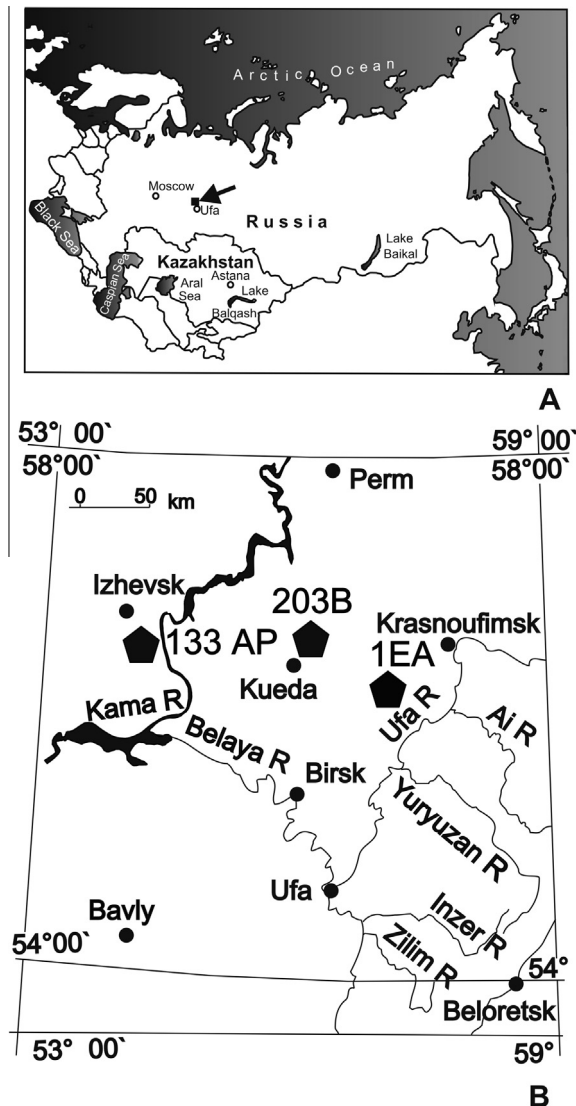 Arctic Ocean
Moscow
Ufa
Russia
Black Sea
Caspian Sea
Kazakhstan
Astana
Aral
Sea
Lake
Balqash
Lake
Baikal
A
53° 00`
59° 00`
58° 00`
58° 00`
Perm
0 50
km
Izhevsk
203B
133 AP
Krasnoufimsk
Kueda
1EA
Kama R
Ufa R
Ai R
Belaya R
Birsk
Yuryuzan R
Ufa
Bavly
Inzer R
Zilim R
54° 00`
54°
Beloretsk
53° 00`
59°
B